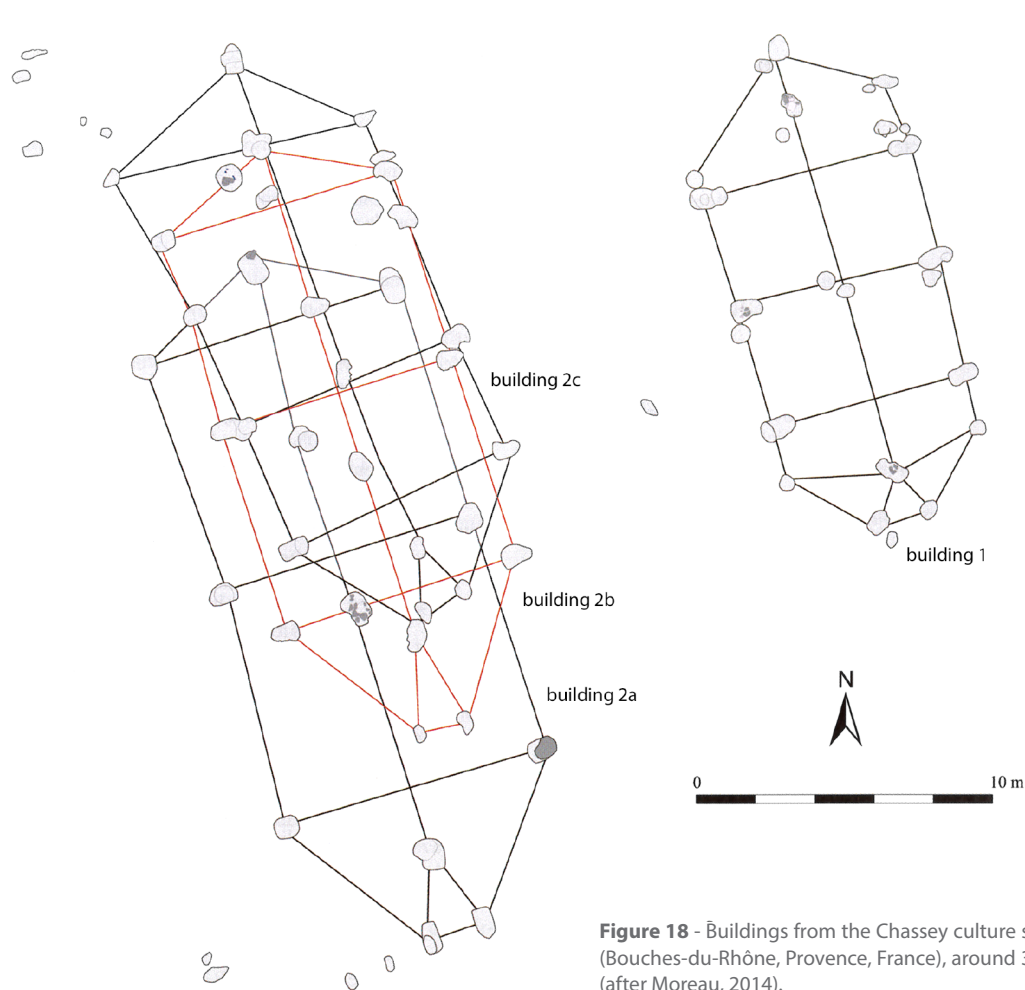 building 2c
building 1
building 2b
N
building 2a
0 10 m
Figure 18 - Buildings from the Chassey culture
(Bouches-du-Rhône, Provence, France), around
(after Moreau, 2014).